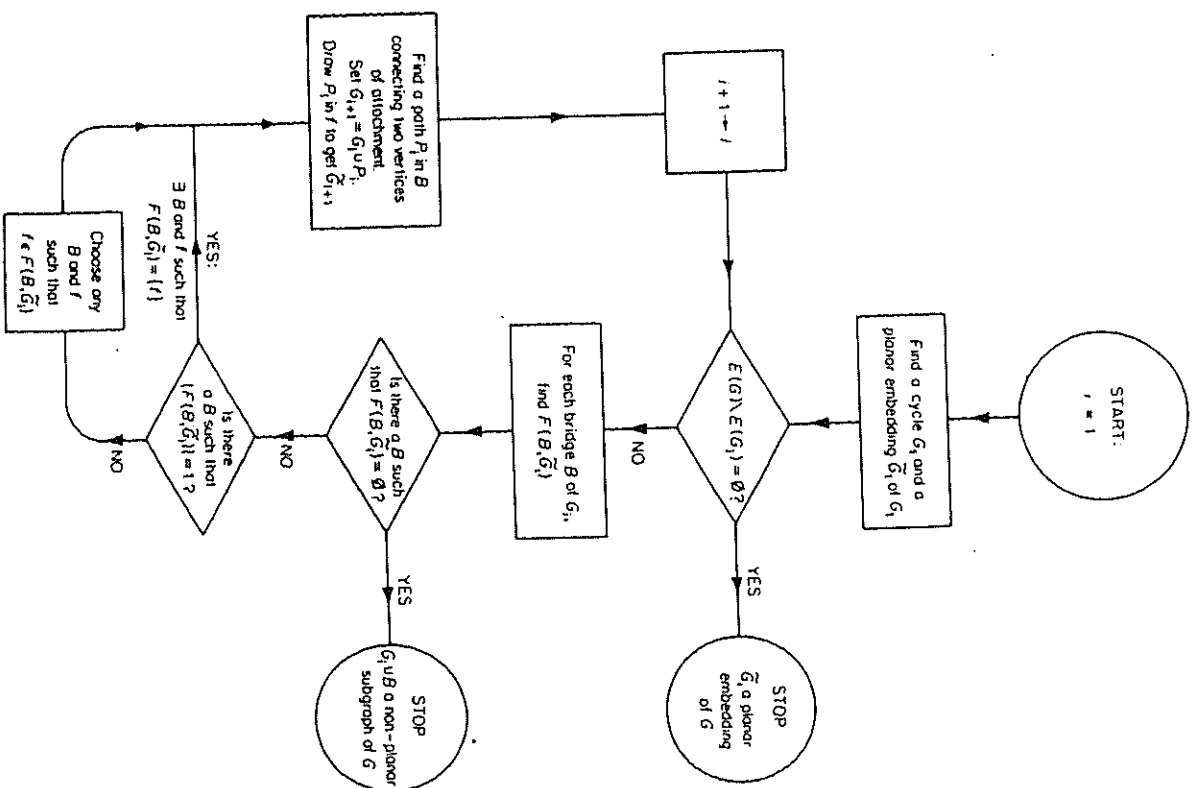 START:
i = 1
Find a cycle G₁ and a
planar embedding G̃₁ of G₁
E(G)\E(Gᵢ) = Ø?
YES
STOP
G̃ᵢ a planar
embedding
of G
NO
For each bridge B of Gᵢ,
find F(B,G̃ᵢ)
Is there a B such
that F(B,G̃ᵢ) = Ø?
YES
STOP
Gᵢ∪B a non-planar
subgraph of G
NO
Is there
a B such that
|F(B,G̃ᵢ)| = 1?
NO
Choose any
B and f
such that
f ϵ F(B,G̃ᵢ)
YES:
∃ B and f such that
F(B,G̃ᵢ) = {f}
Find a path Pᵢ in B
connecting two vertices
of attachment.
Set Gᵢ₊₁ = Gᵢ∪Pᵢ.
Draw Pᵢ in f to get G̃ᵢ₊₁
i + 1 ← i